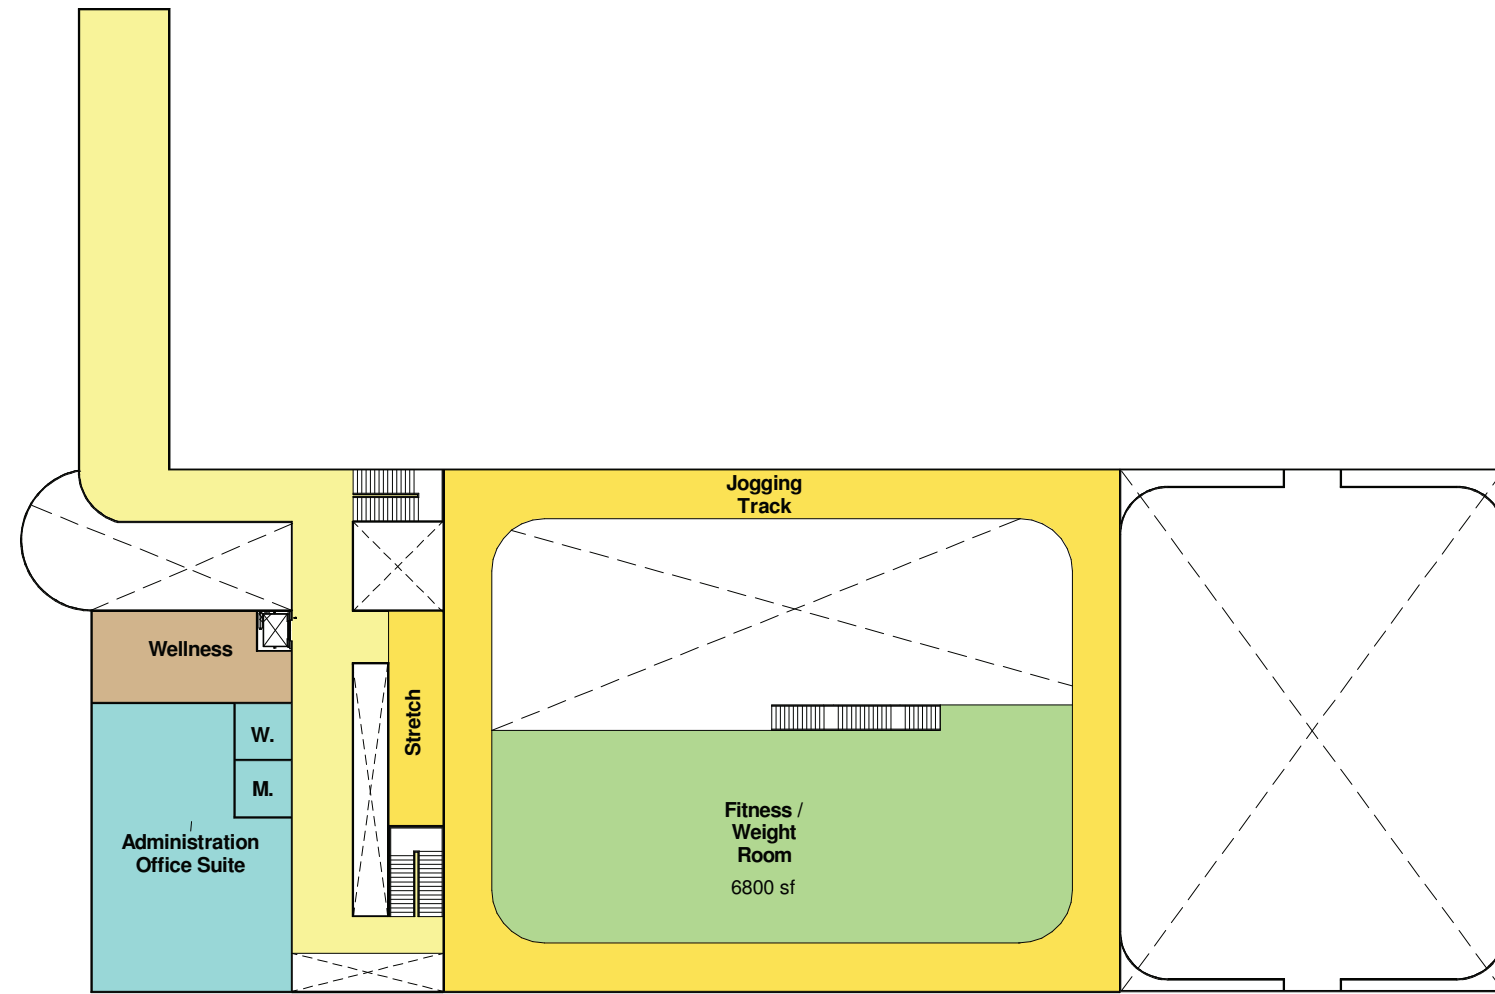 Jogging
Track
Wellness
Stretch
W.
M.
Administration
Office Suite
Fitness /
Weight
Room
6800 sf